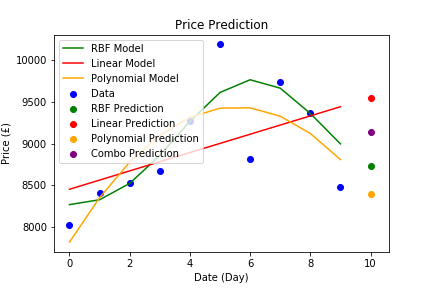 Price Prediction
10000
9500
9000
8500
8000
Price (£)
RBF Model
Linear Model
Polynomial Model
Data
RBF Prediction
Linear Prediction
Polynomial Prediction
Combo Prediction
0 2 4 6 8 10
Date (Day)